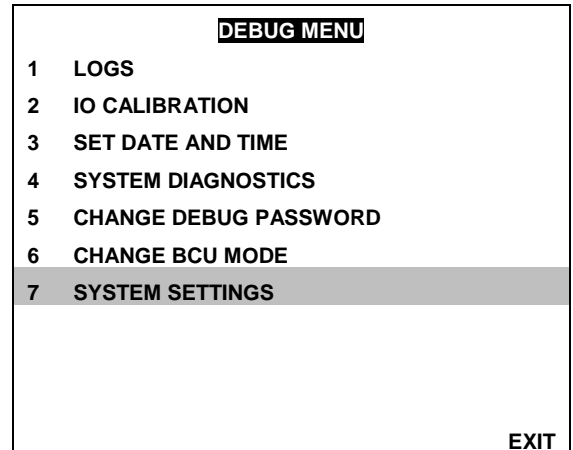 DEBUG MENU
1 LOGS
2 IO CALIBRATION
3 SET DATE AND TIME
4 SYSTEM DIAGNOSTICS
5 CHANGE DEBUG PASSWORD
6 CHANGE BCU MODE
7 SYSTEM SETTINGS
EXIT